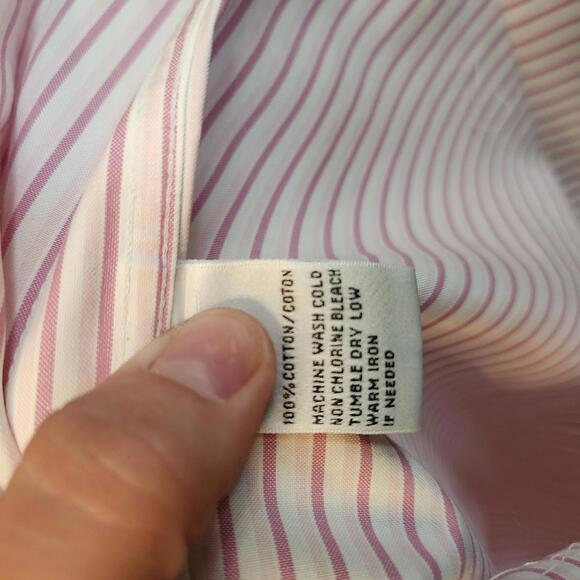 100% COTTON/COTON
MACHINE WASH COLD
NON CHLORINE BLEACH
TUMBLE DRY LOW
WARM IRON
IF NEEDED